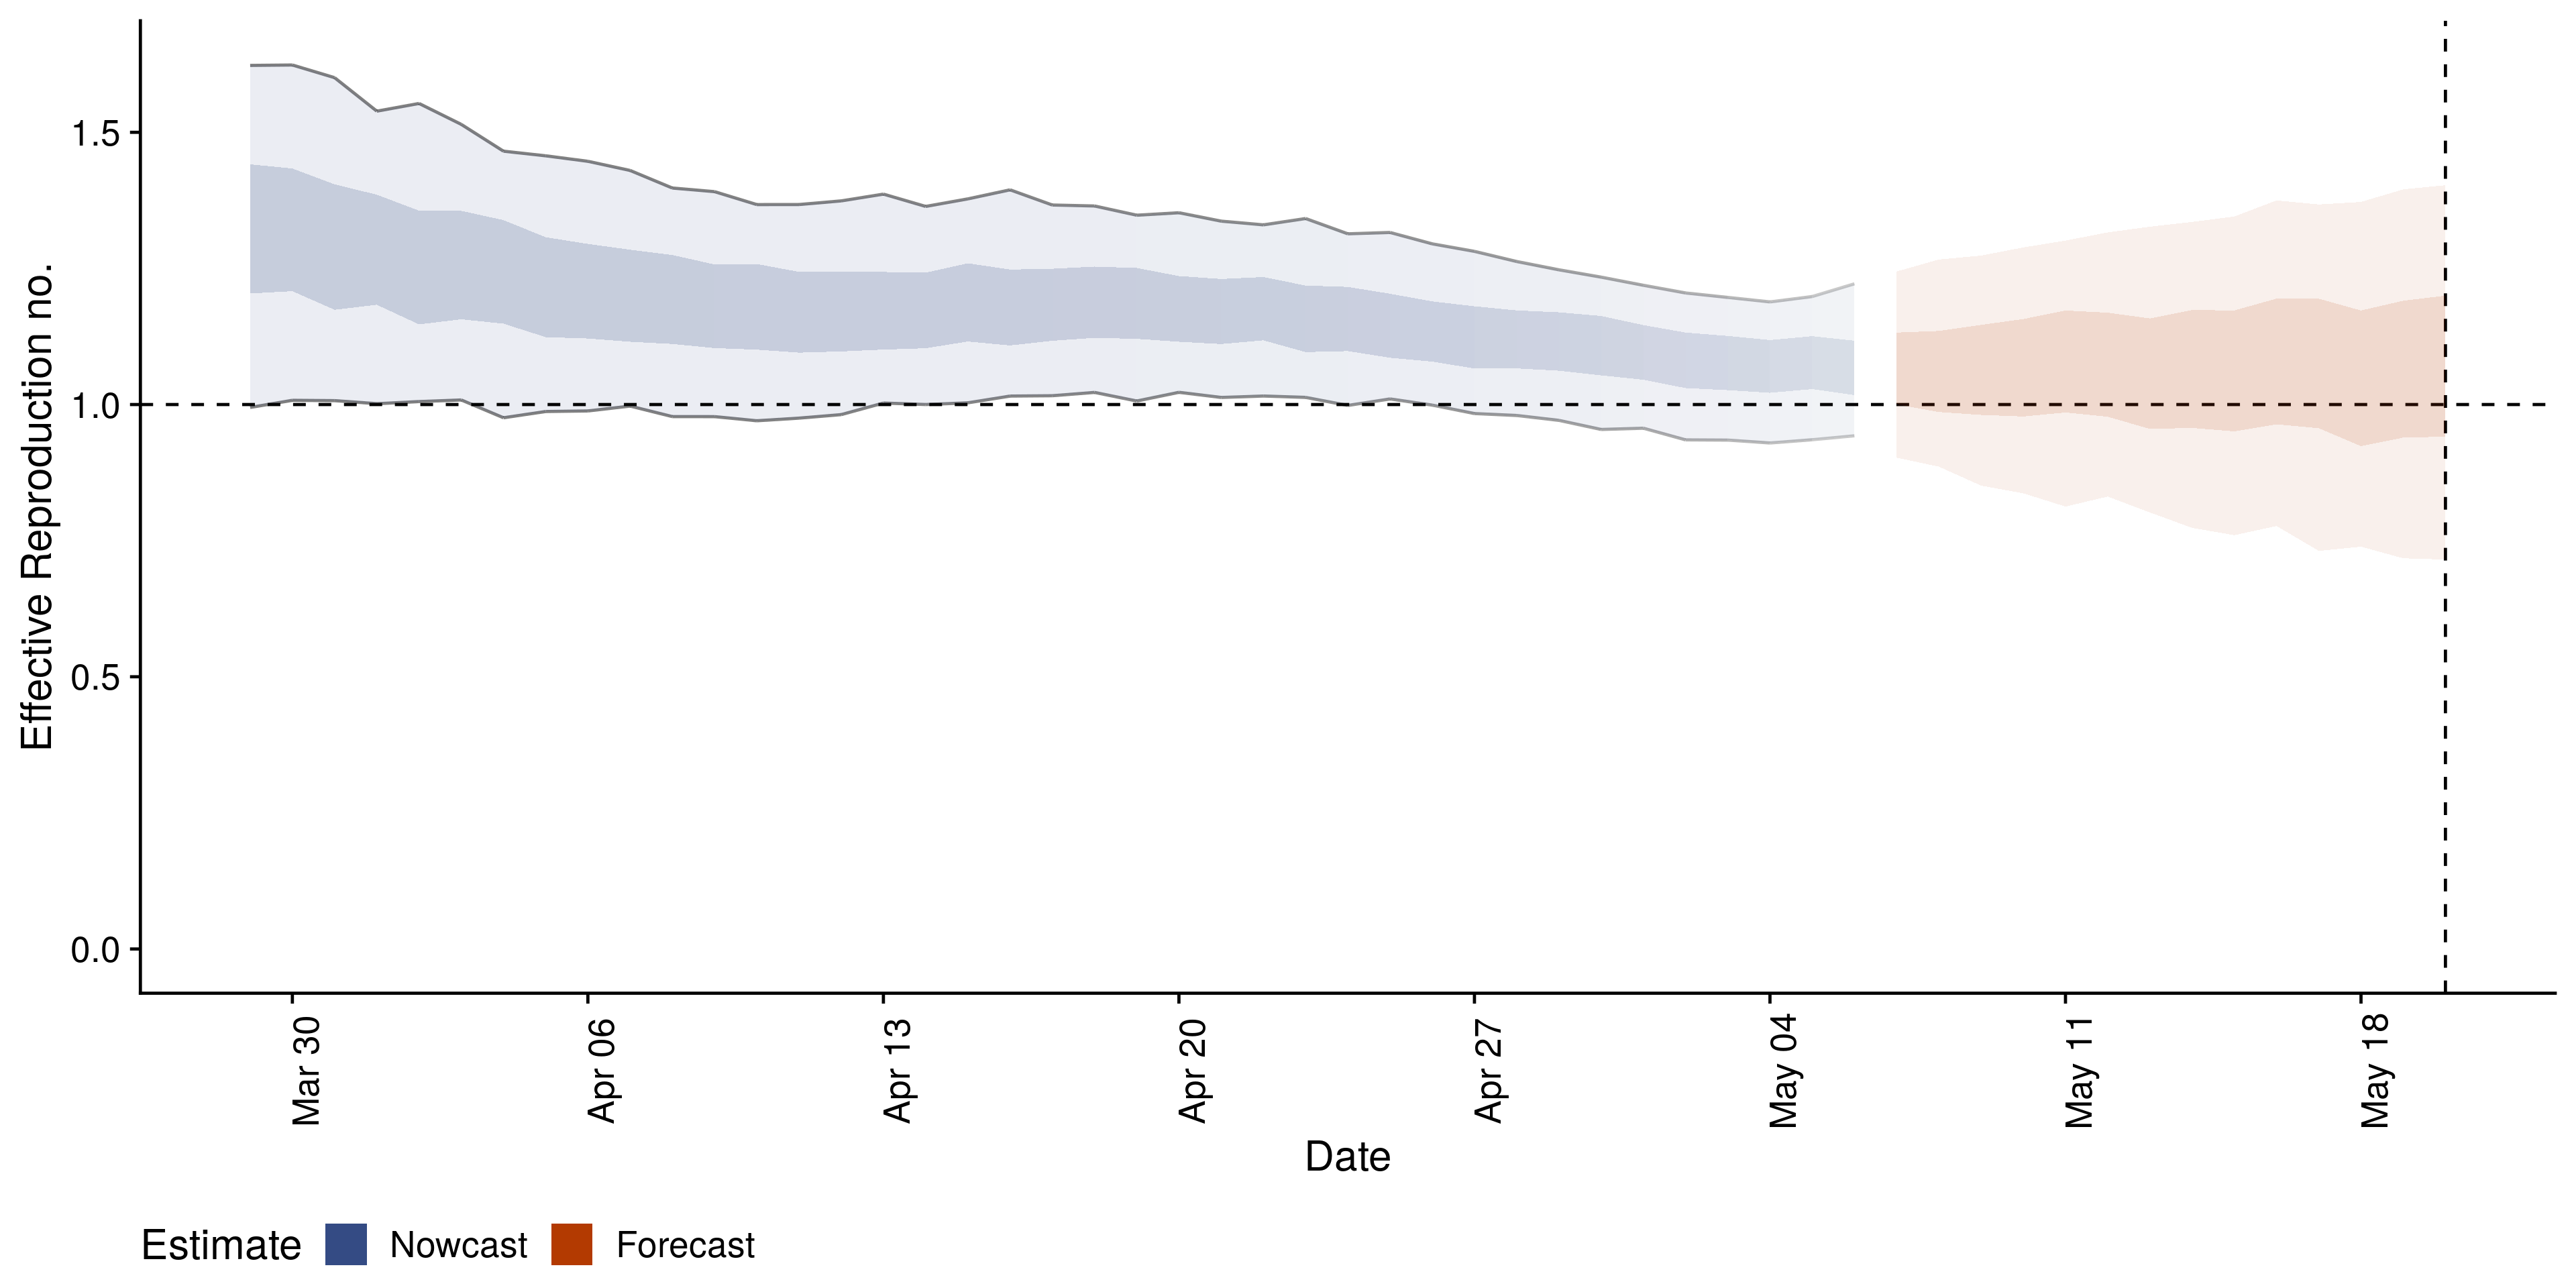 Effective Reproduction no.
1.5
1.0
0.5
0.0
Mar 30
Apr 06
Apr 13
Apr 20
Apr 27
May 04
May 11
May 18
Date
Estimate Nowcast Forecast